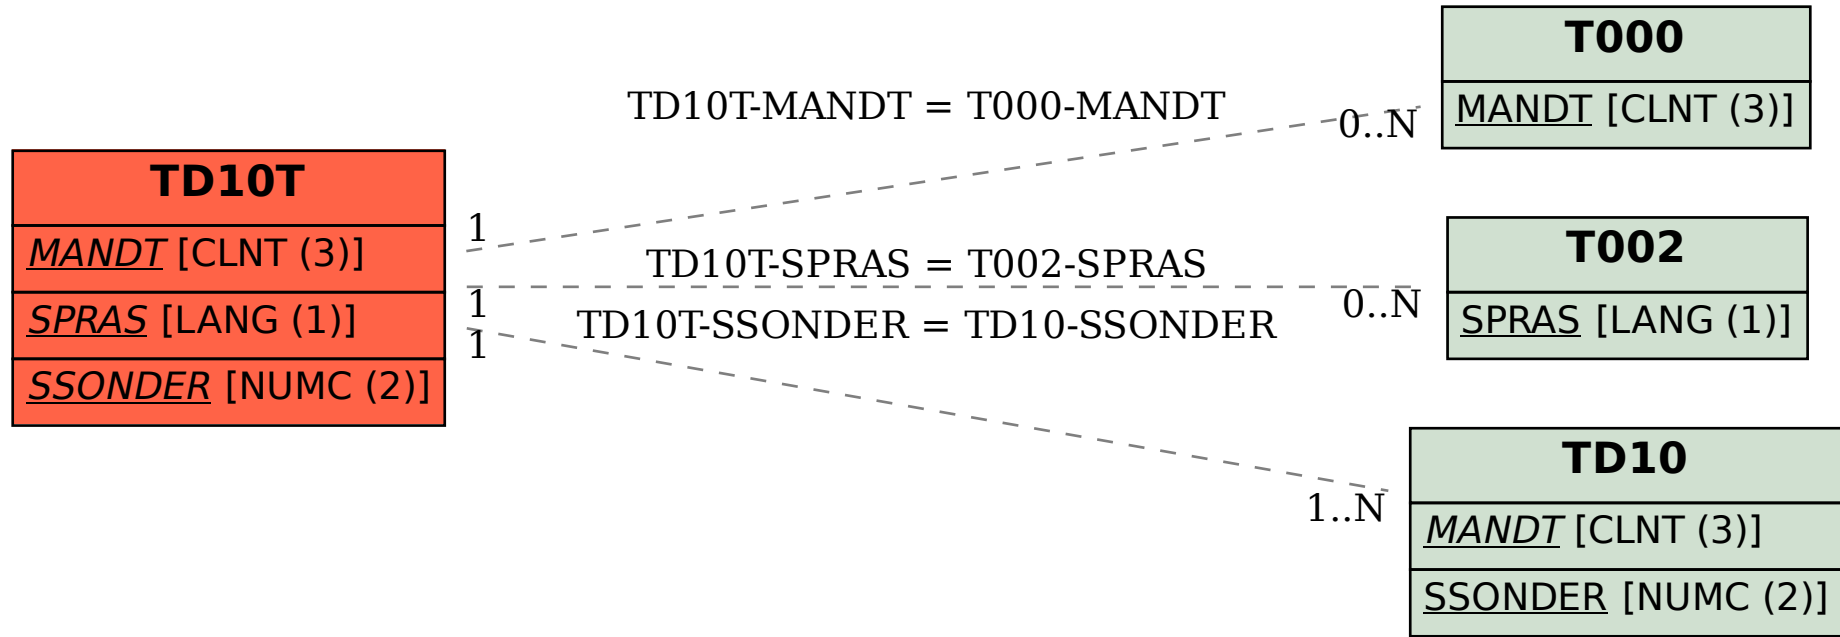 TD10T
MANDT [CLNT (3)]
SPRAS [LANG (1)]
SSONDER [NUMC (2)]
TD10T-MANDT = T000-MANDT
1
0..N
TD10T-SPRAS = T002-SPRAS
1
0..N
TD10T-SSONDER = TD10-SSONDER
1
1..N
T000
MANDT [CLNT (3)]
T002
SPRAS [LANG (1)]
TD10
MANDT [CLNT (3)]
SSONDER [NUMC (2)]